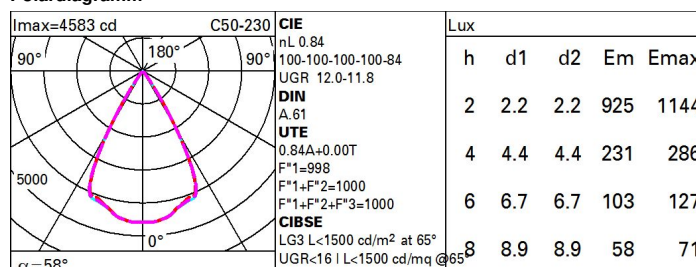 Imax=4583 cd C50-230
90° 180° 90°
5000
0°
α=58°
CIE
nL 0.84
100-100-100-100-84
UGR 12.0-11.8
DIN
A.61
UTE
0.84A+0.00T
F"1=998
F"1+F"2=1000
F"1+F"2+F"3=1000
CIBSE
LG3 L<1500 cd/m² at 65°
UGR<16 | L<1500 cd/mq @65°
Lux
h d1 d2 Em Emax
2 2.2 2.2 925 1144
4 4.4 4.4 231 286
6 6.7 6.7 103 127
8 8.9 8.9 58 71